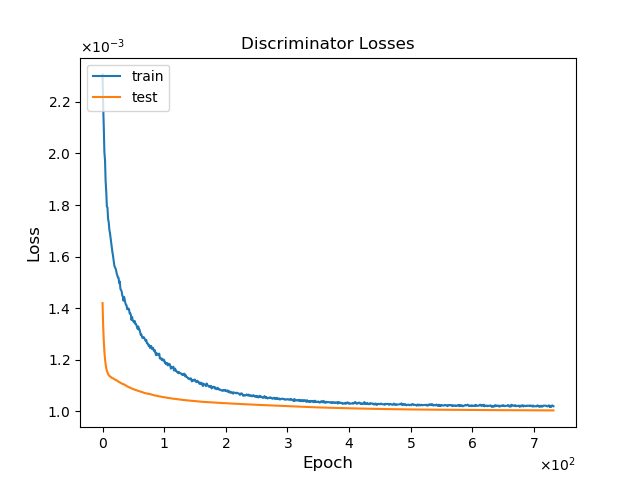 Discriminator Losses
×10⁻³
train
test
2.2
2.0
1.8
1.6
1.4
1.2
1.0
Loss
0 1 2 3 4 5 6 7
Epoch
×10²